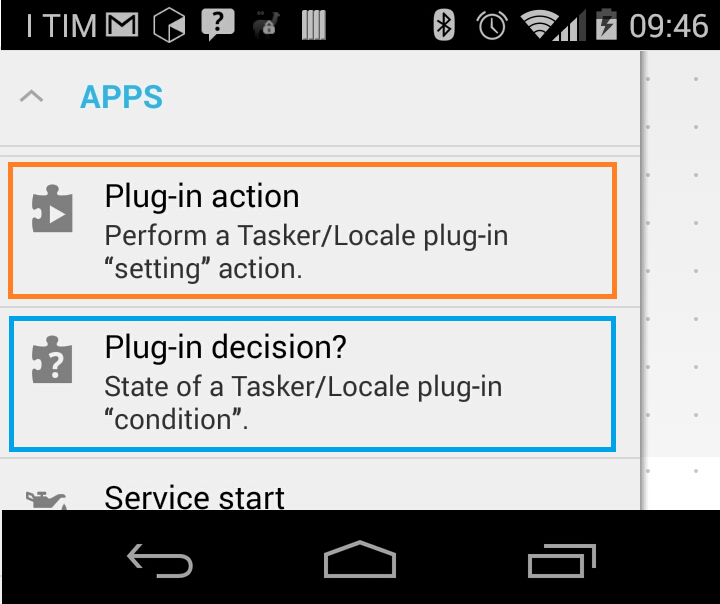 I TIM 09:46
APPS
Plug-in action
Perform a Tasker/Locale plug-in
“setting” action.
Plug-in decision?
State of a Tasker/Locale plug-in
“condition”.
Service start